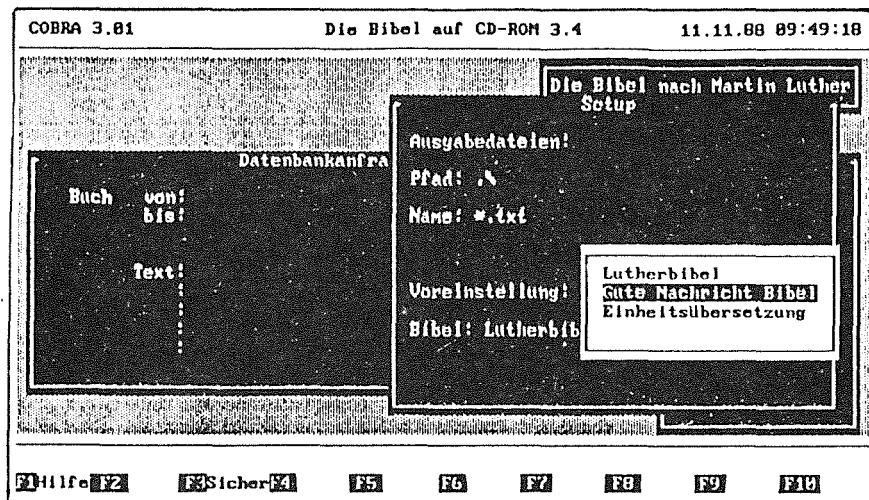 COBRA 3.01 Die Bibel auf CD-ROM 3.4 11.11.88 09:49:18
Die Bibel nach Martin Luther
Setup
Ausgabedateien:
Datenbankanfra
Pfad: .\
Buch von:
bis:
Name: *.txt
Text:
Lutherbibel
Gute Nachricht Bibel
Einheitsübersetzung
Voreinstellung:
Bibel: Lutherbib
F1Hilfe F2 F3Sicher F4 F5 F6 F7 F8 F9 F10